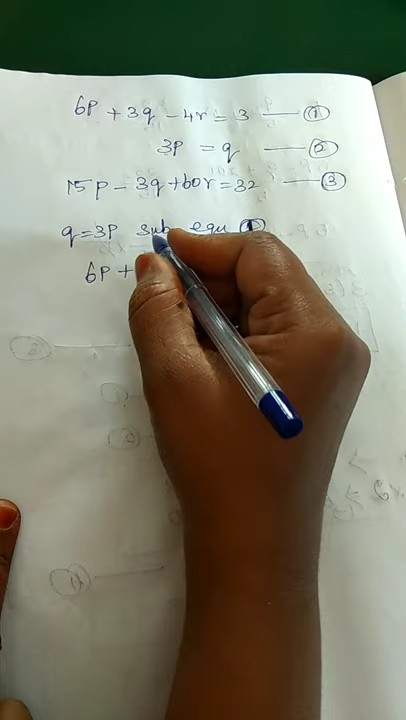 6p + 3q - 4r = 3 — ①
3p = q — ②
15p - 3q + 60r = 32 — ③
q = 3p sub equ ①
6p +